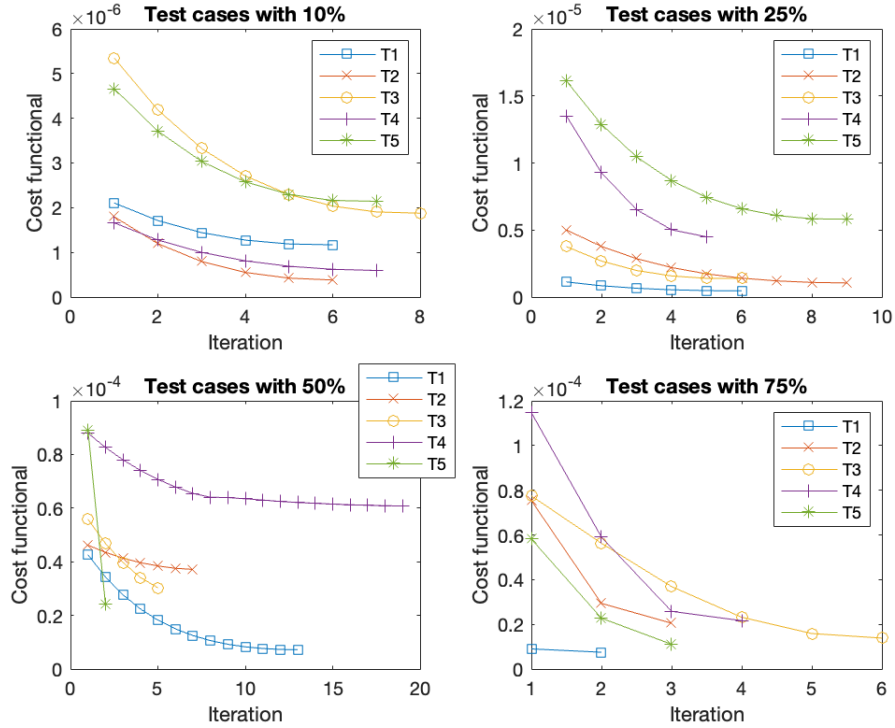 Test cases with 10%
×10^-6
6
5
4
3
2
1
0
0 2 4 6 8
Cost functional
Iteration
T1
T2
T3
T4
T5
Test cases with 25%
×10^-5
2
1.5
1
0.5
0
0 2 4 6 8 10
Cost functional
Iteration
T1
T2
T3
T4
T5
Test cases with 50%
×10^-4
1
0.8
0.6
0.4
0.2
0
0 5 10 15 20
Cost functional
Iteration
T1
T2
T3
T4
T5
Test cases with 75%
×10^-4
1.2
1
0.8
0.6
0.4
0.2
0
1 2 3 4 5 6
Cost functional
Iteration
T1
T2
T3
T4
T5